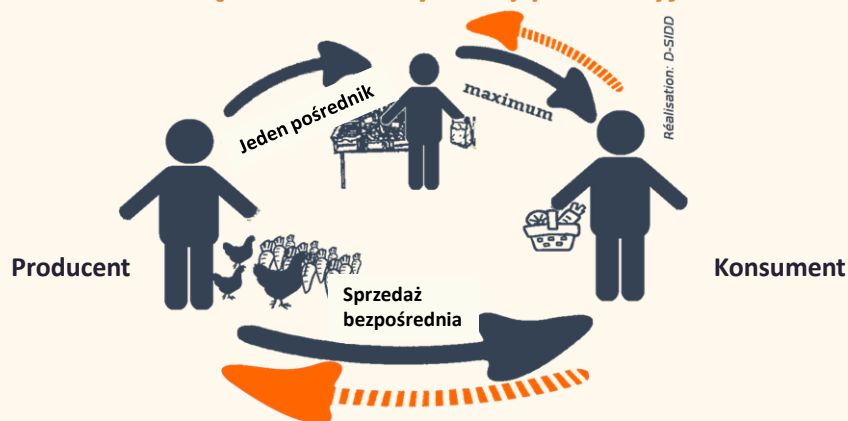 Jeden pośrednik
maximum
Réalisation: D-SIDD
Producent
Konsument
Sprzedaż
bezpośrednia